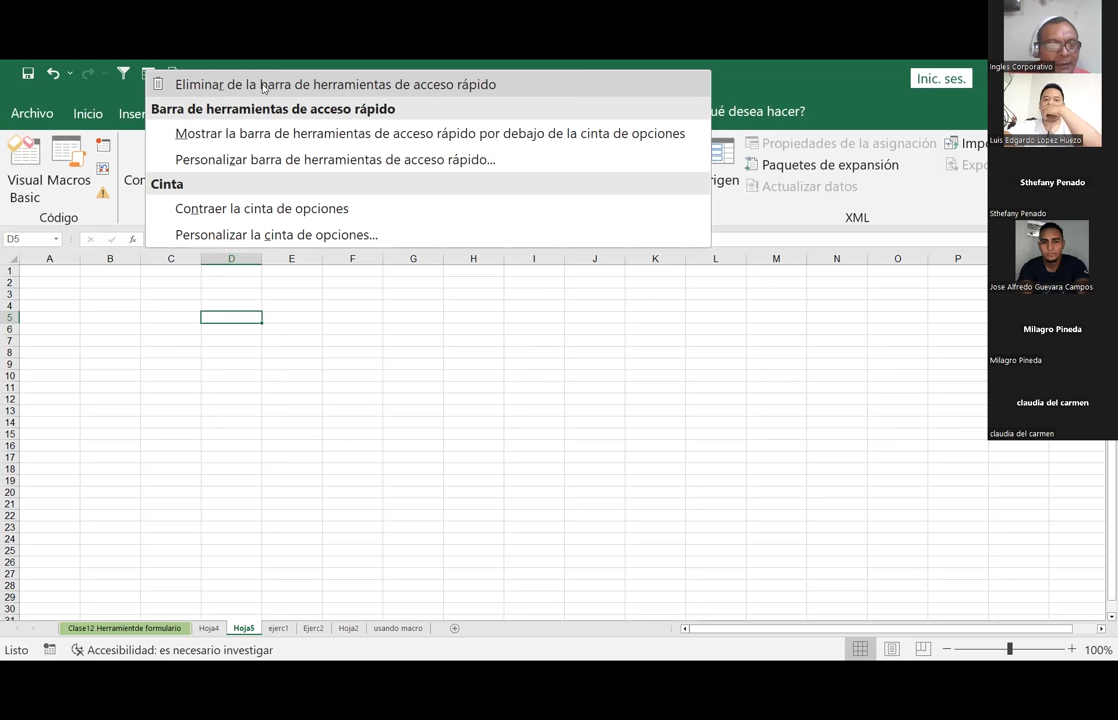 Eliminar de la barra de herramientas de acceso rápido
Inic. ses.
Archivo
Inicio
Inser
Barra de herramientas de acceso rápido
qué desea hacer?
Mostrar la barra de herramientas de acceso rápido por debajo de la cinta de opciones
Personalizar barra de herramientas de acceso rápido...
Cinta
Contraer la cinta de opciones
Personalizar la cinta de opciones...
Visual Basic
Macros
Código
Propiedades de la asignación
Paquetes de expansión
Actualizar datos
XML
D5
fx
A B C D E F G H I J K L M N O P
1
2
3
4
5
6
7
8
9
10
11
12
13
14
15
16
17
18
19
20
21
22
23
24
25
26
27
28
29
30
Clase12 Herramientde formulario
Hoja4
Hoja5
ejerc1
Ejerc2
Hoja2
usando macro
Listo
Accesibilidad: es necesario investigar
100%
Ingles Corporativo
Luis Edgardo Lopez Huezo
Sthefany Penado
Sthefany Penado
Jose Alfredo Guevara Campos
Milagro Pineda
Milagro Pineda
claudia del carmen
claudia del carmen